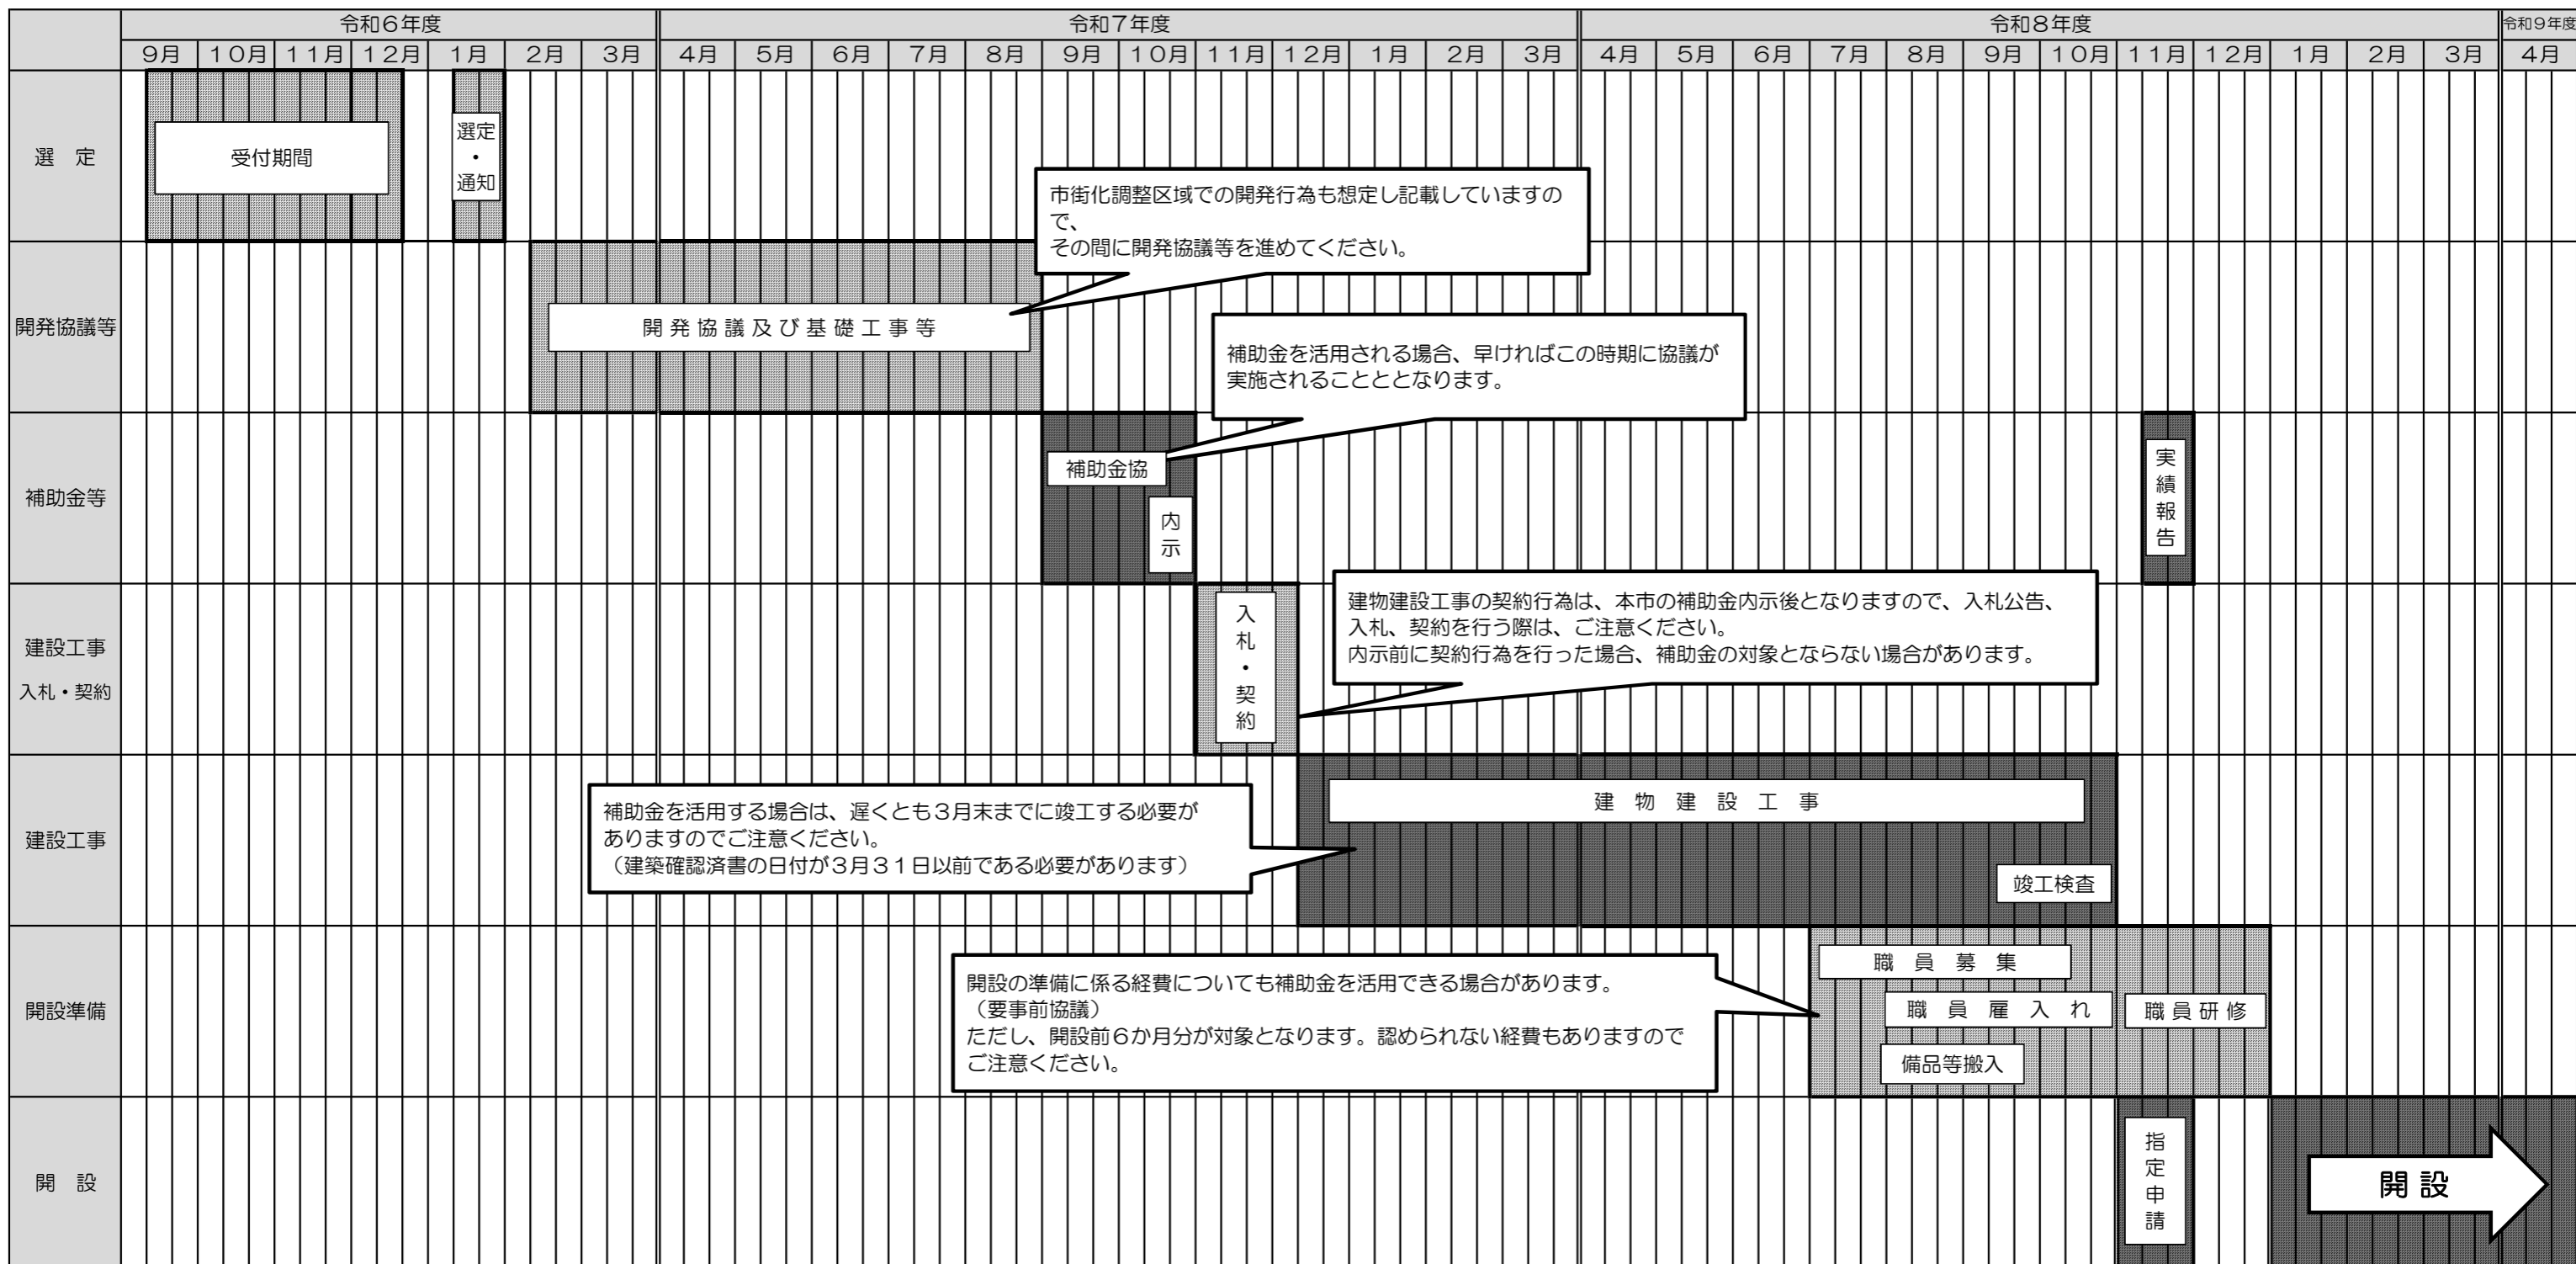 令和６年度
令和７年度
令和８年度
令和９年度
９月 １０月 １１月 １２月 １月 ２月 ３月 ４月 ５月 ６月 ７月 ８月 ９月 １０月 １１月 １２月 １月 ２月 ３月 ４月 ５月 ６月 ７月 ８月 ９月 １０月 １１月 １２月 １月 ２月 ３月 ４月
選　定
受付期間
選定
・
通知
市街化調整区域での開発行為も想定し記載していますの
で、
その間に開発協議等を進めてください。
開発協議等
開発協議及び基礎工事等
補助金を活用される場合、早ければこの時期に協議が
実施されることととなります。
補助金等
補助金協
内
示
実
績
報
告
建設工事
入札・契約
入
札
・
契
約
建物建設工事の契約行為は、本市の補助金内示後となりますので、入札公告、
入札、契約を行う際は、ご注意ください。
内示前に契約行為を行った場合、補助金の対象とならない場合があります。
建設工事
補助金を活用する場合は、遅くとも３月末までに竣工する必要が
ありますのでご注意ください。
（建築確認済書の日付が３月３１日以前である必要があります）
建　物　建　設　工　事
竣工検査
開設準備
開設の準備に係る経費についても補助金を活用できる場合があります。
（要事前協議）
ただし、開設前６か月分が対象となります。認められない経費もありますので
ご注意ください。
職　員　募　集
職　員　雇　入　れ
職員研修
備品等搬入
開　設
指
定
申
請
開 設